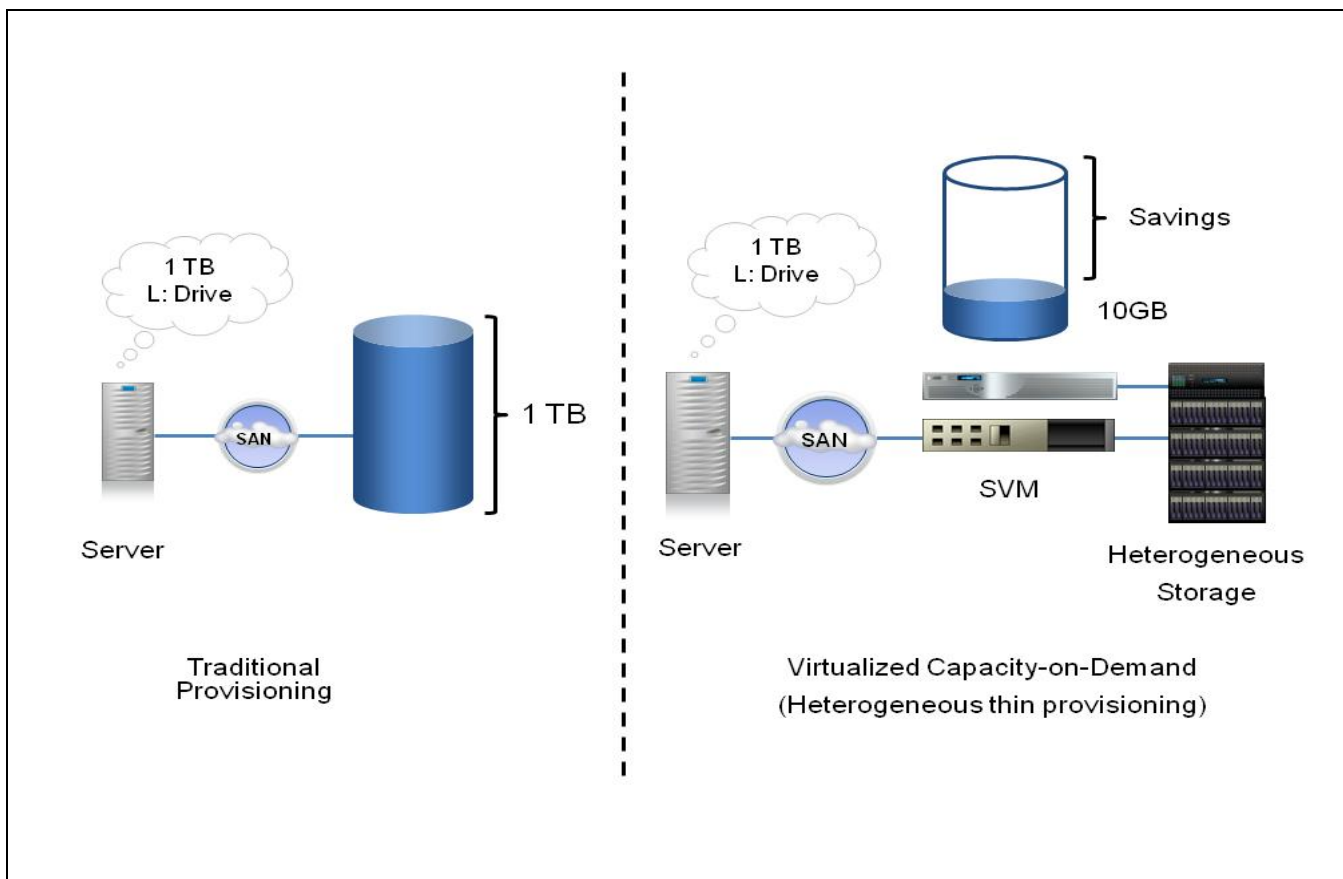 1 TB
L: Drive
SAN
1 TB
Server
Traditional
Provisioning
1 TB
L: Drive
Savings
10GB
SAN
SVM
Server
Heterogeneous
Storage
Virtualized Capacity-on-Demand
(Heterogeneous thin provisioning)